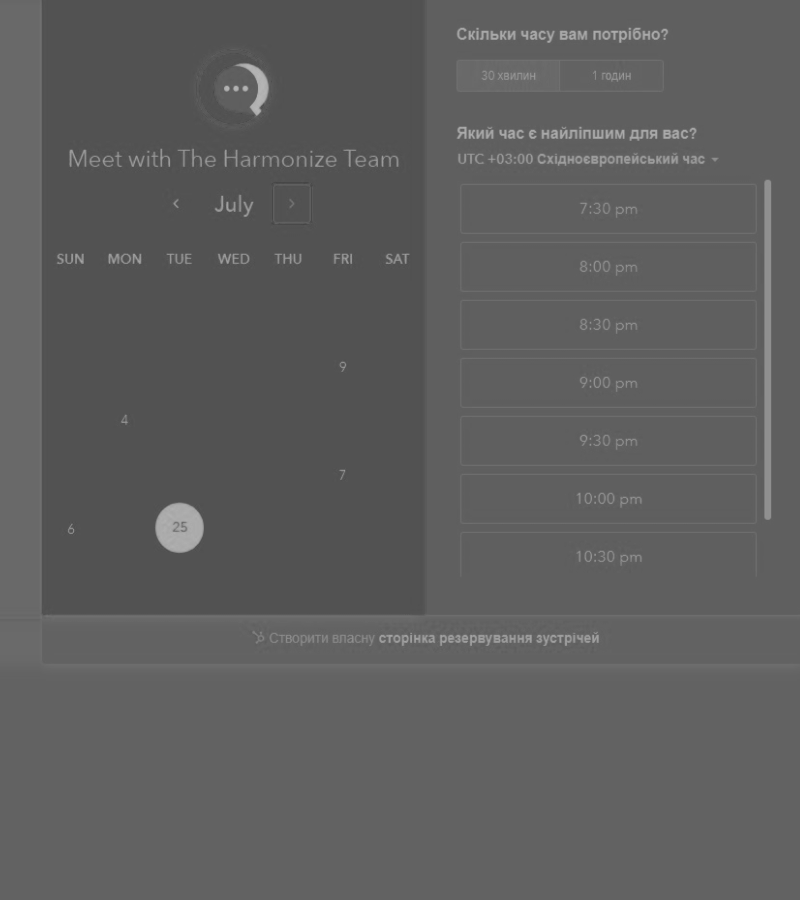 Meet with The Harmonize Team
July
SUN MON TUE WED THU FRI SAT
9
4
7
6 25
Скільки часу вам потрібно?
30 хвилин 1 годин
Який час є найліпшим для вас?
UTC +03:00 Східноєвропейський час
7:30 pm
8:00 pm
8:30 pm
9:00 pm
9:30 pm
10:00 pm
10:30 pm
Створити власну сторінка резервування зустрічей